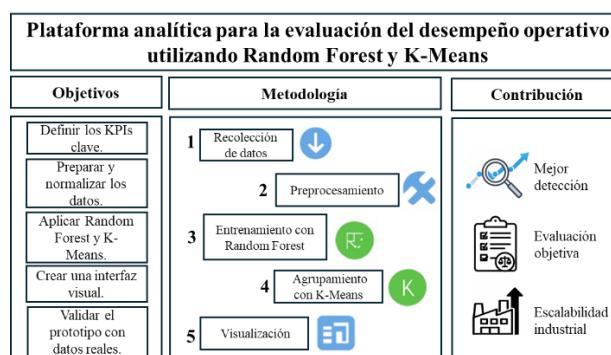 Plataforma analítica para la evaluación del desempeño operativo
utilizando Random Forest y K-Means
Objetivos
Definir los KPIs
clave.
Preparar y
normalizar los
datos.
Aplicar Random
Forest y K-
Means.
Crear una interfaz
visual.
Validar el
prototipo con
datos reales.
Metodología
1 Recolección
de datos
2 Preprocesamiento
3 Entrenamiento con
Random Forest
4 Agrupamiento
con K-Means
K
5 Visualización
Contribución
Mejor
detección
Evaluación
objetiva
Escalabilidad
industrial